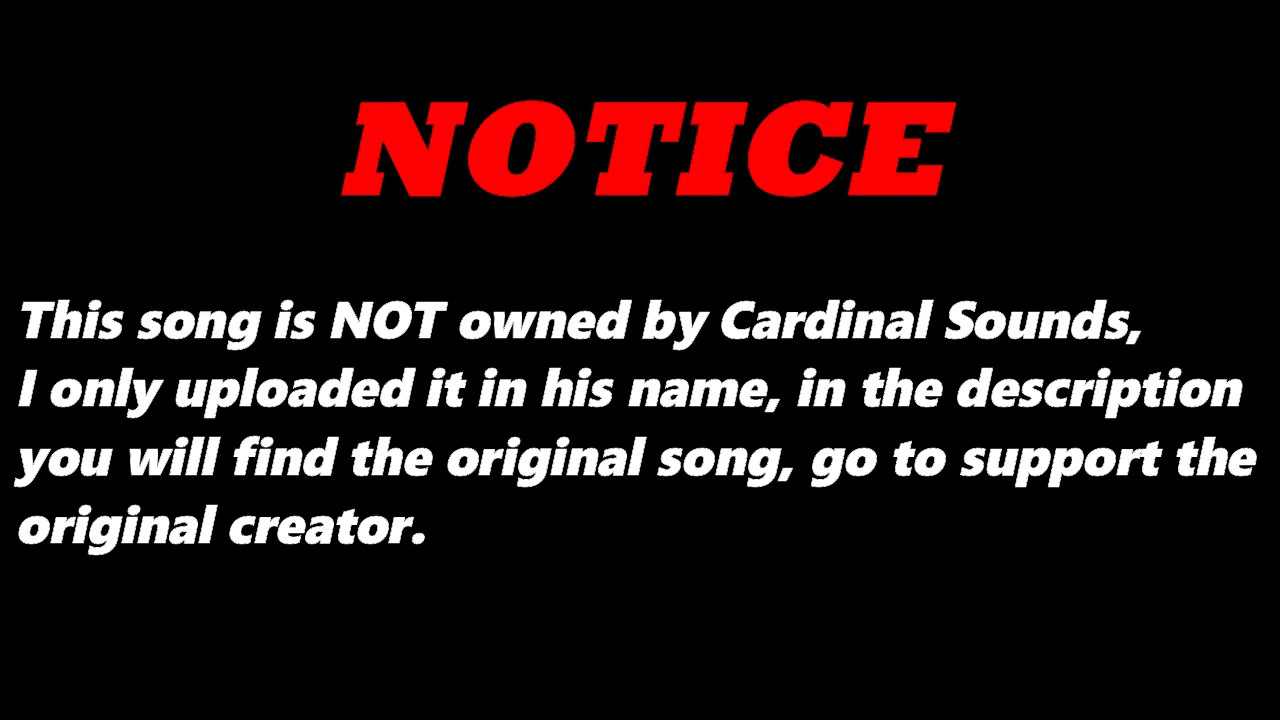 NOTICE
This song is NOT owned by Cardinal Sounds,
I only uploaded it in his name, in the description
you will find the original song, go to support the
original creator.